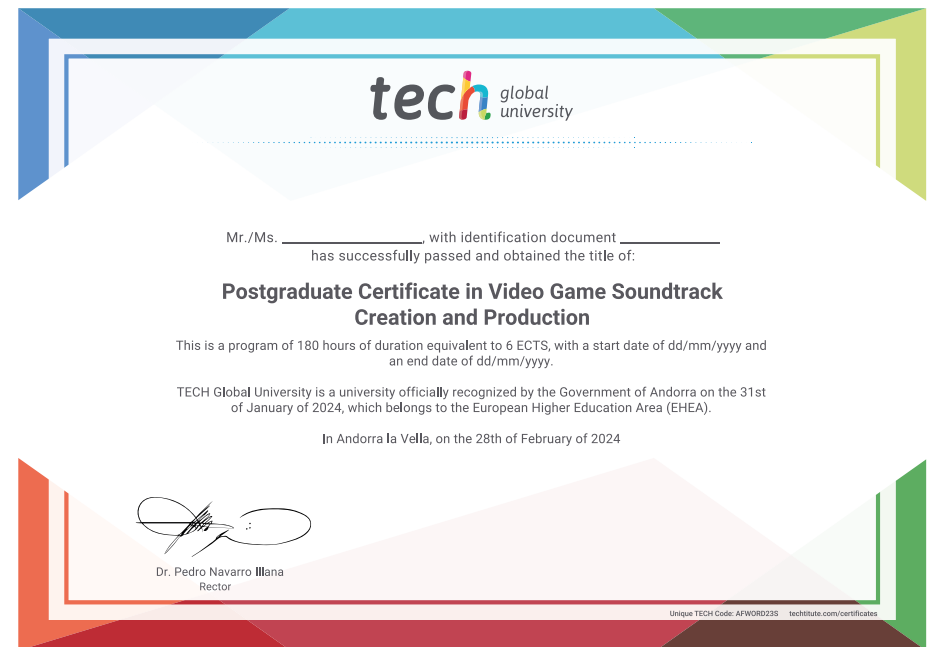 tech global university
Mr./Ms. ____________________, with identification document ______________
has successfully passed and obtained the title of:
Postgraduate Certificate in Video Game Soundtrack
Creation and Production
This is a program of 180 hours of duration equivalent to 6 ECTS, with a start date of dd/mm/yyyy and
an end date of dd/mm/yyyy.
TECH Global University is a university officially recognized by the Government of Andorra on the 31st
of January of 2024, which belongs to the European Higher Education Area (EHEA).
In Andorra la Vella, on the 28th of February of 2024
Dr. Pedro Navarro Illana
Rector
Unique TECH Code: AFWORD23S techtitute.com/certificates